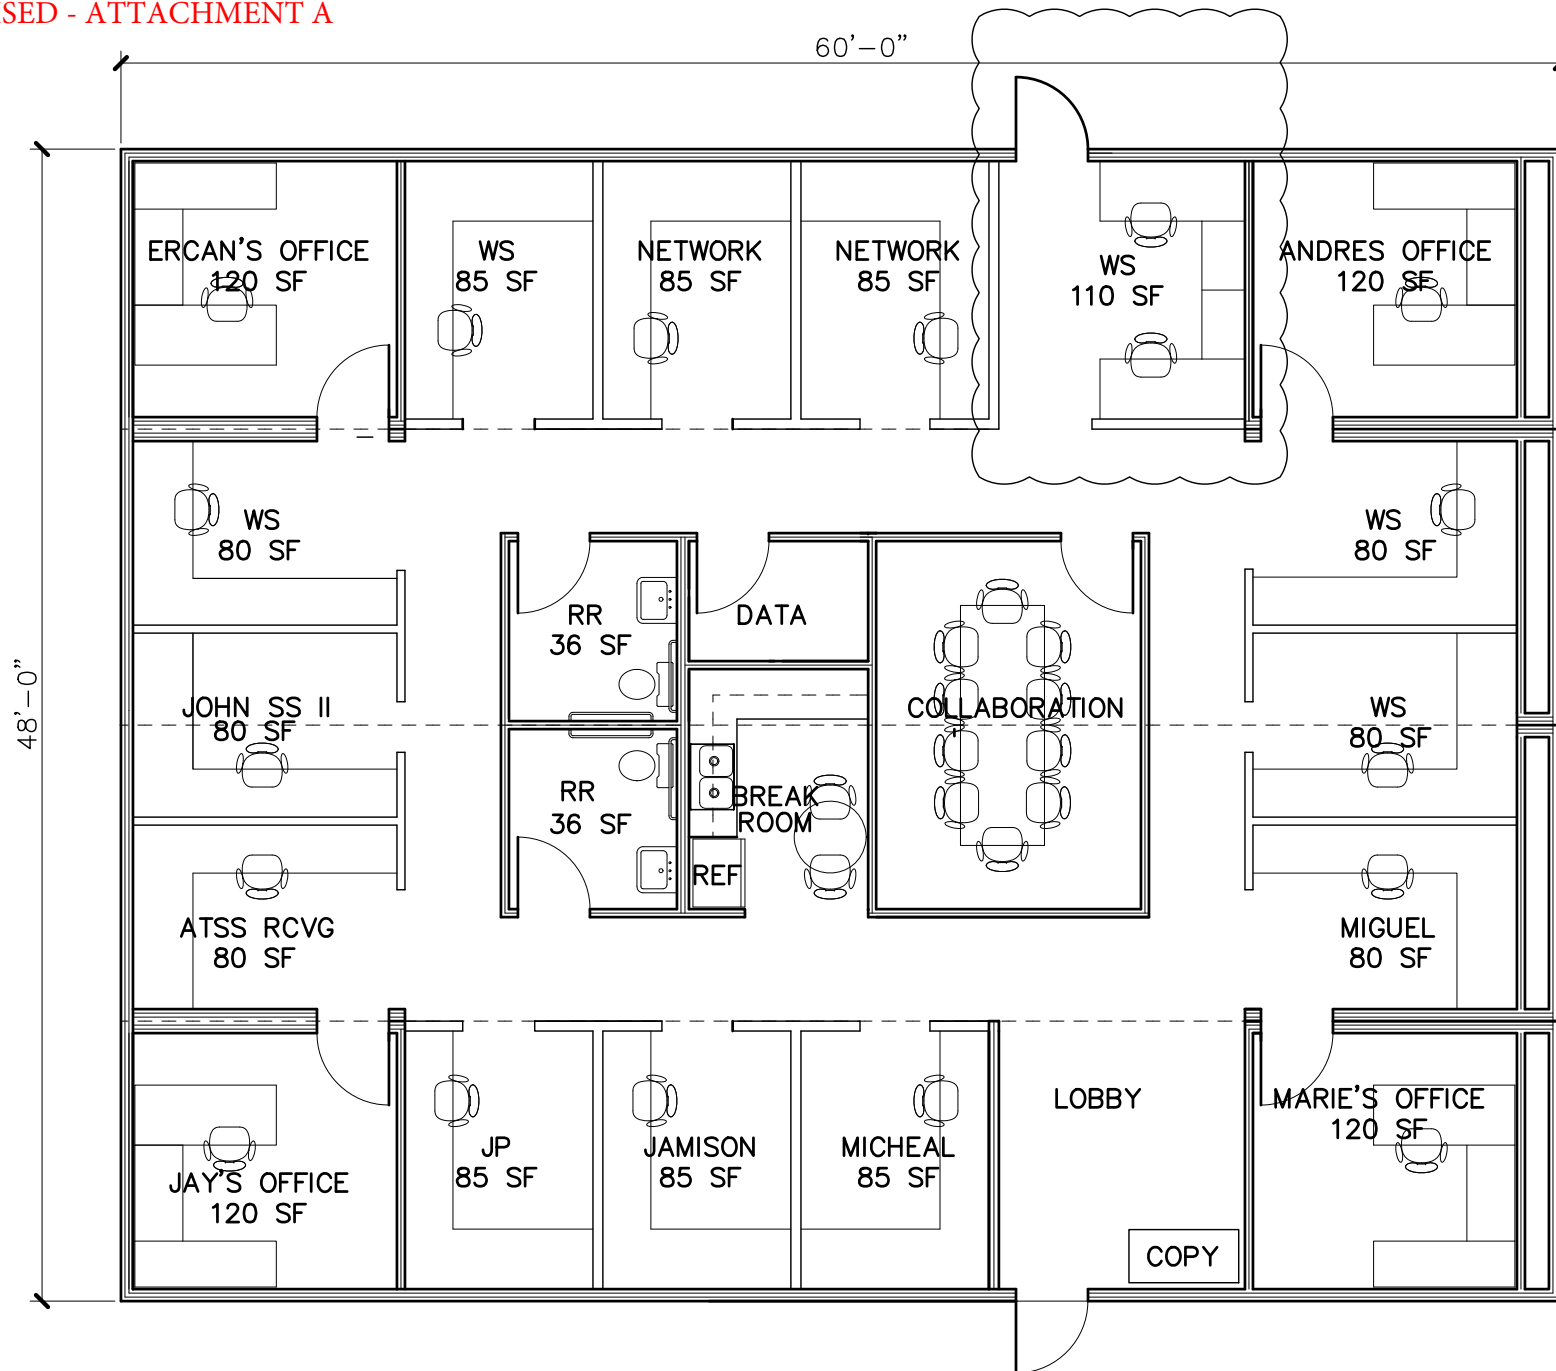 ISED - ATTACHMENT A
60'-0"
48'-0"
ERCAN'S OFFICE
120 SF
WS
85 SF
NETWORK
85 SF
NETWORK
85 SF
WS
110 SF
ANDRES OFFICE
120 SF
WS
80 SF
WS
80 SF
RR
36 SF
DATA
COLLABORATION
JOHN SS II
80 SF
WS
80 SF
RR
36 SF
BREAK
ROOM
REF
ATSS RCVG
80 SF
MIGUEL
80 SF
JAY'S OFFICE
120 SF
JP
85 SF
JAMISON
85 SF
MICHEAL
85 SF
LOBBY
MARIE'S OFFICE
120 SF
COPY